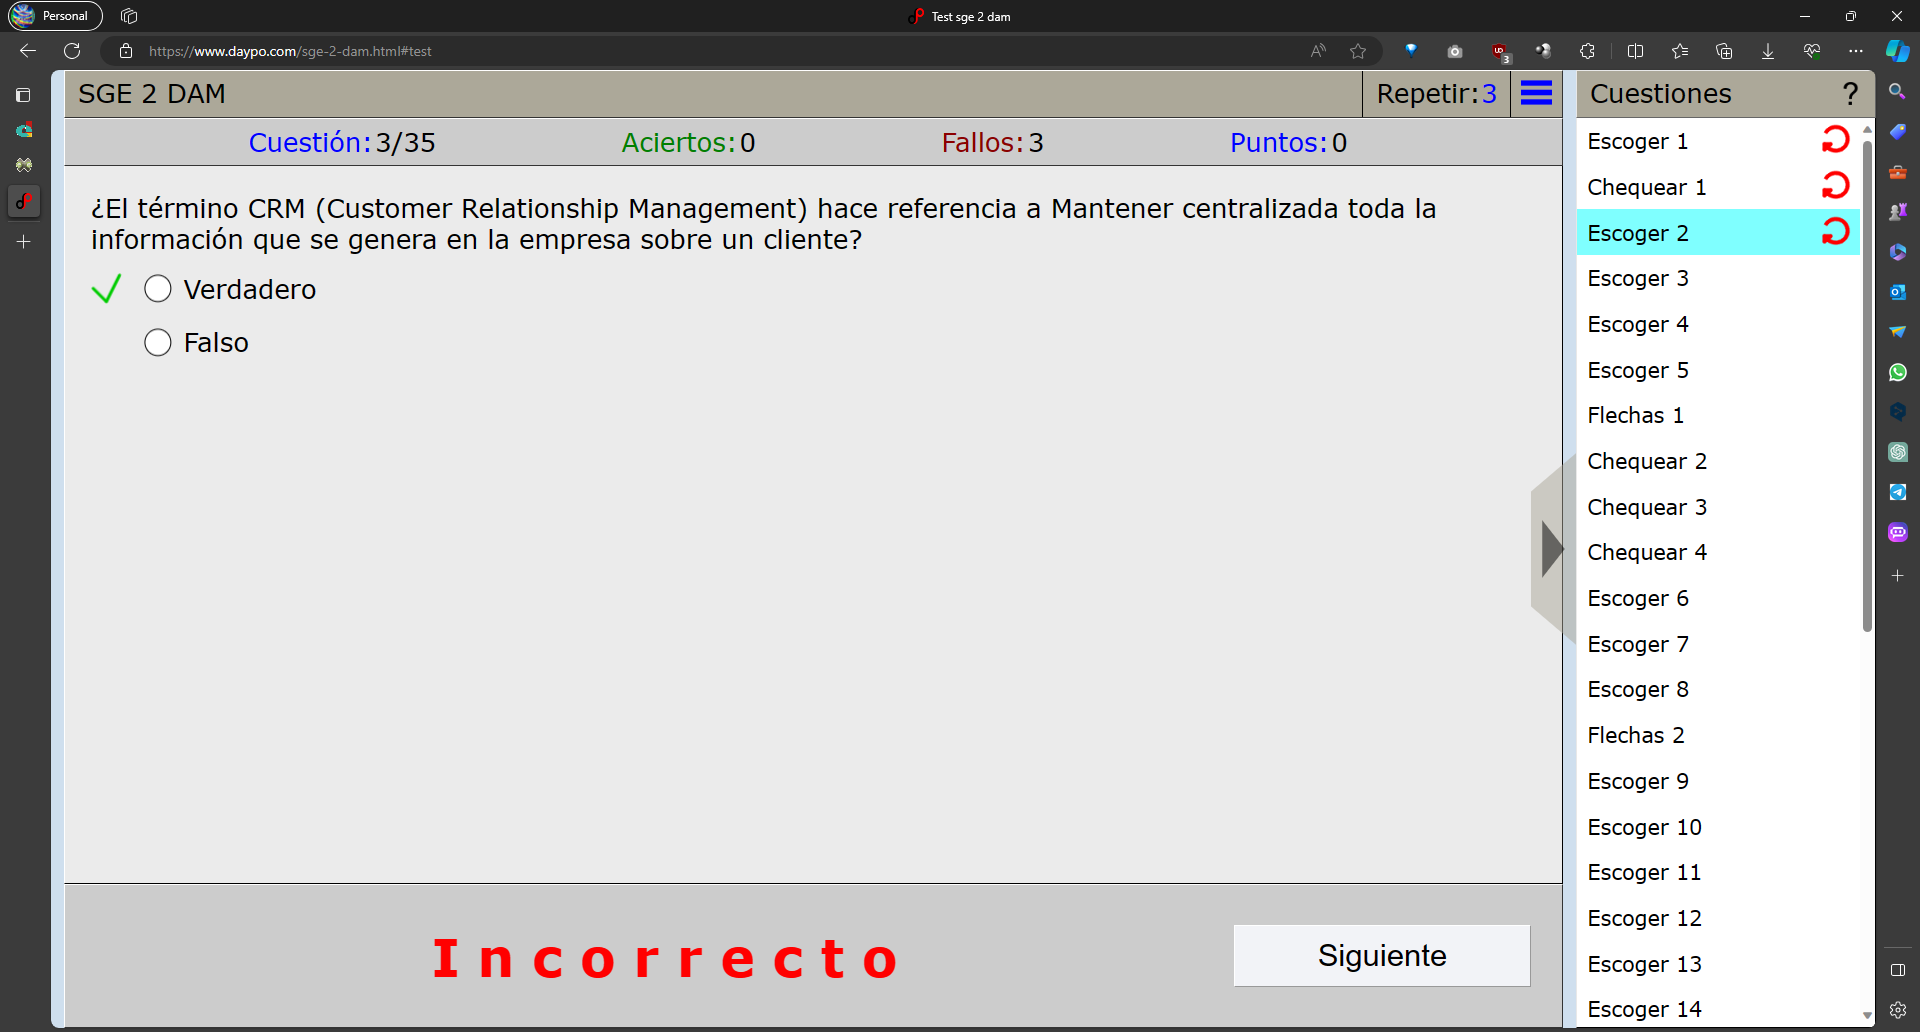 Personal
Test sge 2 dam
https://www.daypo.com/sge-2-dam.html#test
3
SGE 2 DAM
Repetir:3
Cuestión:3/35
Aciertos:0
Fallos:3
Puntos:0
¿El término CRM (Customer Relationship Management) hace referencia a Mantener centralizada toda la
información que se genera en la empresa sobre un cliente?
Verdadero
Falso
Incorrecto
Siguiente
Cuestiones ?
Escoger 1
Chequear 1
Escoger 2
Escoger 3
Escoger 4
Escoger 5
Flechas 1
Chequear 2
Chequear 3
Chequear 4
Escoger 6
Escoger 7
Escoger 8
Flechas 2
Escoger 9
Escoger 10
Escoger 11
Escoger 12
Escoger 13
Escoger 14